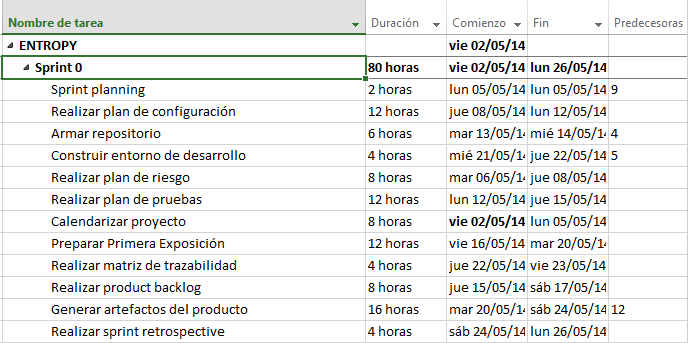 Nombre de tarea Duración Comienzo Fin Predecesoras
ENTROPY vie 02/05/14
Sprint 0 80 horas vie 02/05/14 lun 26/05/14
Sprint planning 2 horas lun 05/05/14 lun 05/05/14 9
Realizar plan de configuración 12 horas jue 08/05/14 lun 12/05/14
Armar repositorio 6 horas mar 13/05/14 mié 14/05/14 4
Construir entorno de desarrollo 4 horas mié 21/05/14 jue 22/05/14 5
Realizar plan de riesgo 8 horas mar 06/05/14 jue 08/05/14
Realizar plan de pruebas 12 horas lun 12/05/14 jue 15/05/14
Calendarizar proyecto 8 horas vie 02/05/14 lun 05/05/14
Preparar Primera Exposición 12 horas vie 16/05/14 mar 20/05/14
Realizar matriz de trazabilidad 4 horas jue 22/05/14 vie 23/05/14
Realizar product backlog 8 horas jue 15/05/14 sáb 17/05/14
Generar artefactos del producto 16 horas mar 20/05/14 sáb 24/05/14 12
Realizar sprint retrospective 4 horas sáb 24/05/14 lun 26/05/14